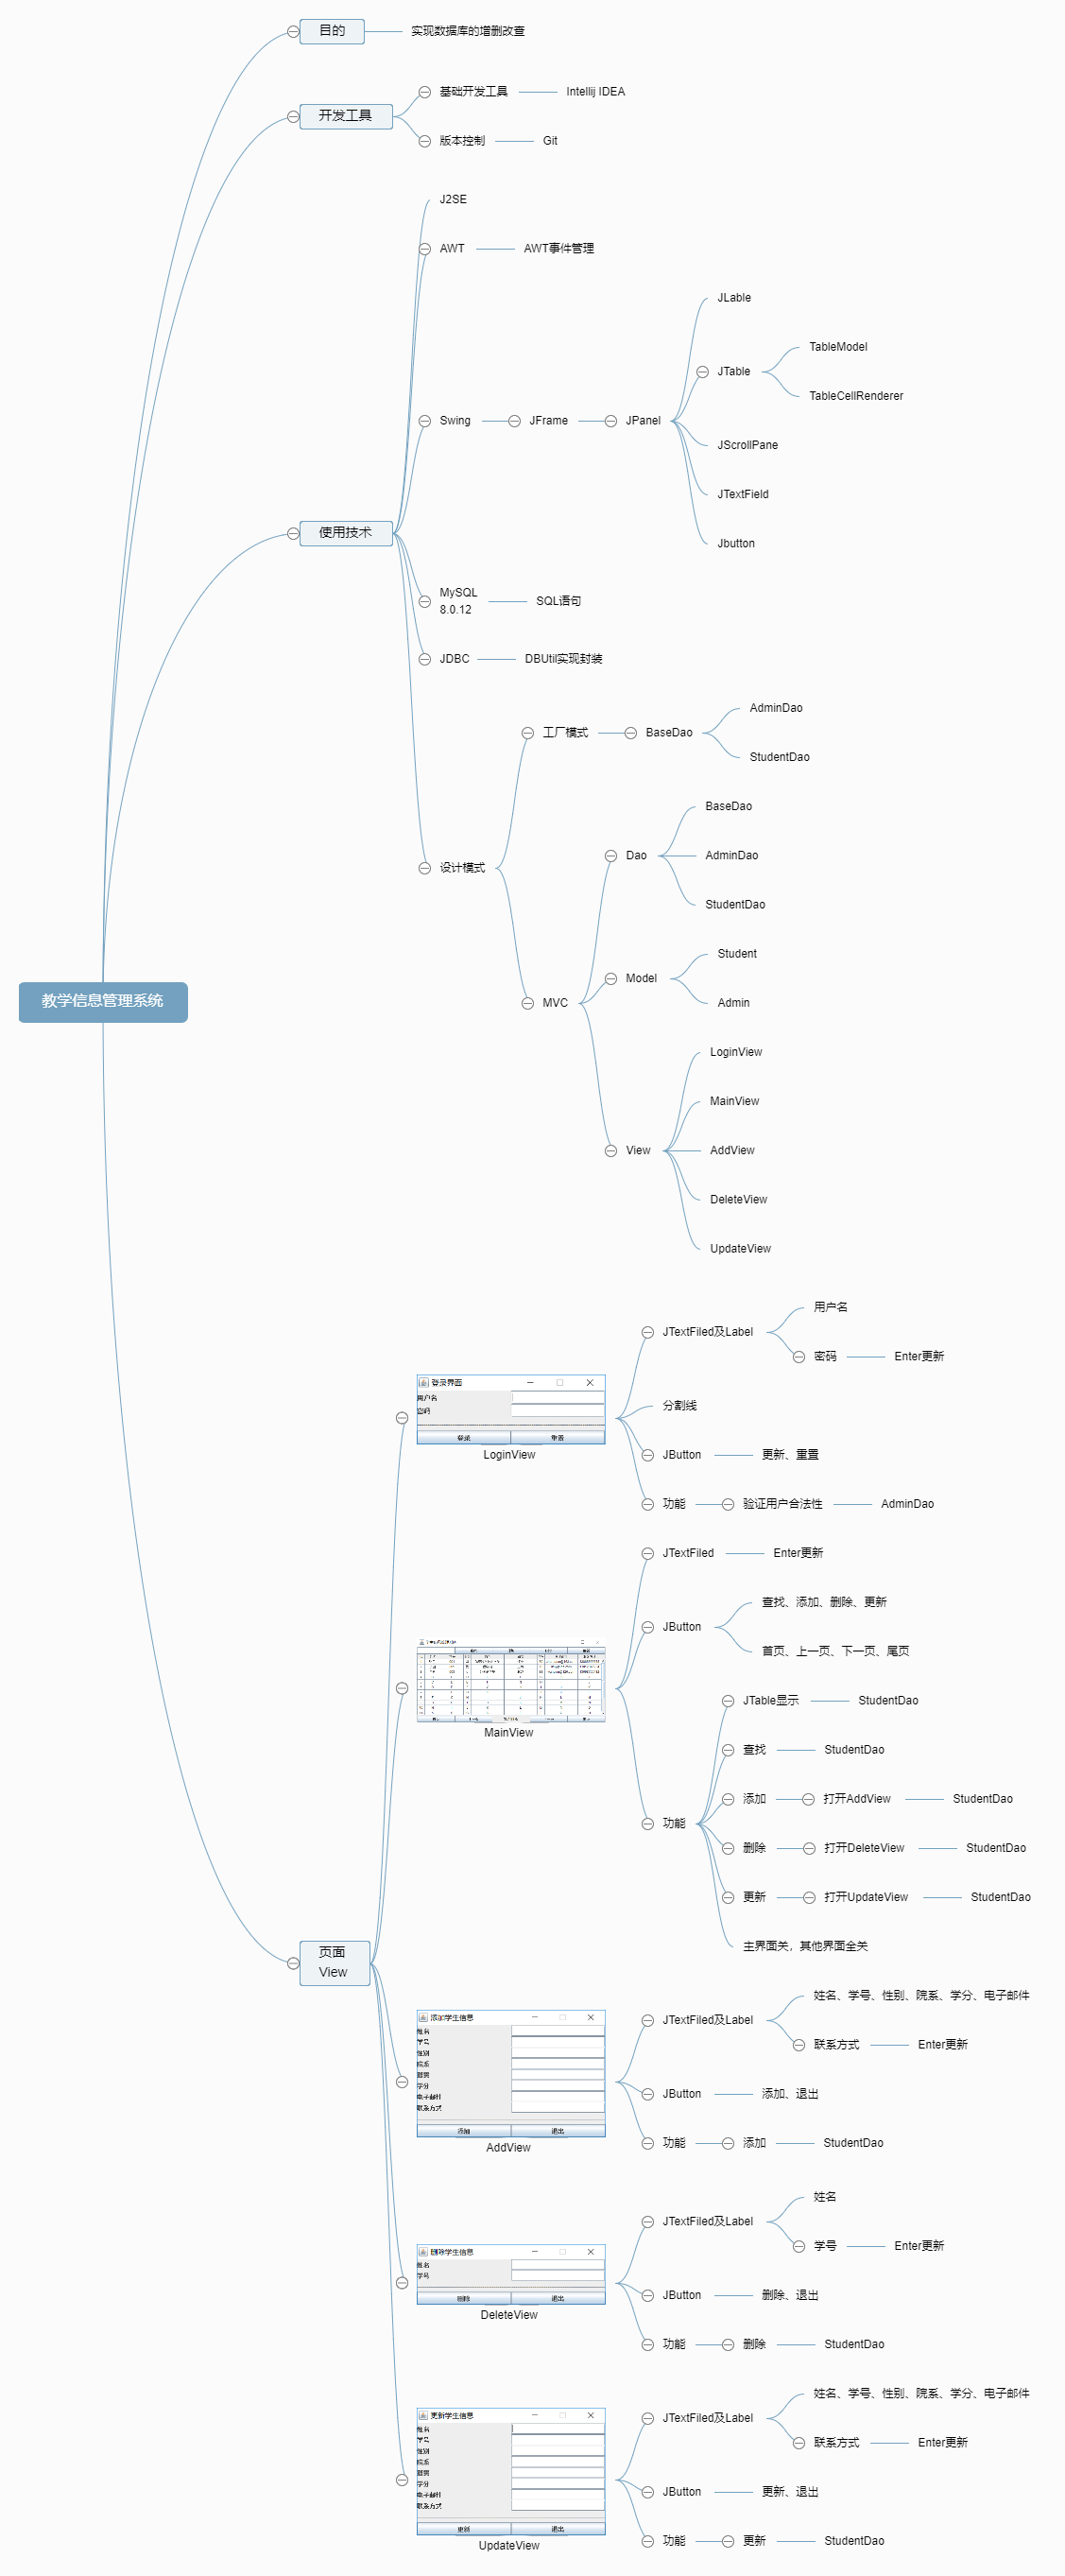 目的
实现数据库的增删改查
开发工具
基础开发工具
Intellij IDEA
版本控制
Git
使用技术
J2SE
AWT
AWT事件管理
Swing
JFrame
JPanel
JLable
JTable
TableModel
TableCellRenderer
JScrollPane
JTextField
Jbutton
MySQL
8.0.12
SQL语句
JDBC
DBUtil实现封装
设计模式
工厂模式
BaseDao
AdminDao
StudentDao
MVC
Dao
BaseDao
AdminDao
StudentDao
Model
Student
Admin
View
LoginView
MainView
AddView
DeleteView
UpdateView
教学信息管理系统
页面
View
登录界面
用户名
密码
登录
重置
LoginView
JTextFiled及Label
用户名
密码
Enter更新
分割线
JButton
更新、重置
功能
验证用户合法性
AdminDao
MainView
JTextFiled
Enter更新
JButton
查找、添加、删除、更新
首页、上一页、下一页、尾页
功能
JTable显示
StudentDao
查找
StudentDao
添加
打开AddView
StudentDao
删除
打开DeleteView
StudentDao
更新
打开UpdateView
StudentDao
主界面关，其他界面全关
添加学生信息
姓名
学号
性别
院系
籍贯
学分
电子邮件
联系方式
添加
退出
AddView
JTextFiled及Label
姓名、学号、性别、院系、学分、电子邮件
联系方式
Enter更新
JButton
添加、退出
功能
添加
StudentDao
删除学生信息
姓名
学号
删除
退出
DeleteView
JTextFiled及Label
姓名
学号
Enter更新
JButton
删除、退出
功能
删除
StudentDao
更新学生信息
姓名
学号
性别
院系
籍贯
学分
电子邮件
联系方式
更新
退出
UpdateView
JTextFiled及Label
姓名、学号、性别、院系、学分、电子邮件
联系方式
Enter更新
JButton
更新、退出
功能
更新
StudentDao